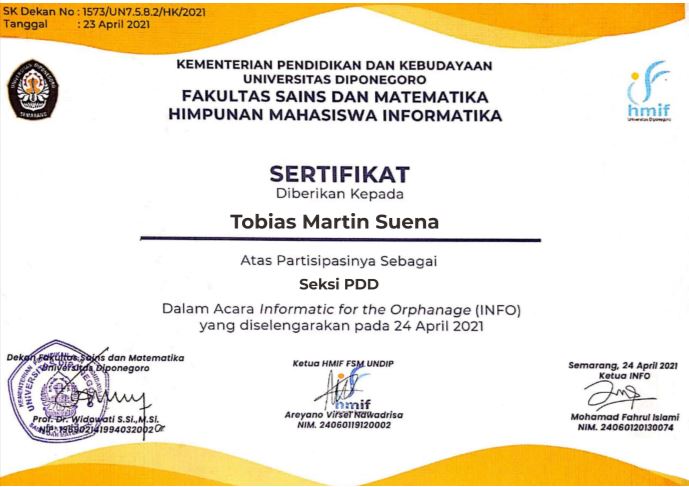 SK Dekan No : 1573/UN7.5.8.2/HK/2021
Tanggal : 23 April 2021
UNIVERSITAS DIPONEGORO
SEMARANG
KEMENTERIAN PENDIDIKAN DAN KEBUDAYAAN
UNIVERSITAS DIPONEGORO
FAKULTAS SAINS DAN MATEMATIKA
HIMPUNAN MAHASISWA INFORMATIKA
hmif
Universitas Diponegoro
SERTIFIKAT
Diberikan Kepada
Tobias Martin Suena
Atas Partisipasinya Sebagai
Seksi PDD
Dalam Acara Informatic for the Orphanage (INFO)
yang diselengarakan pada 24 April 2021
Dekan Fakultas Sains dan Matematika
Universitas Diponegoro
UNIVERSITAS DIPONEGORO
Prof. Dr. Widowati S.Si.,M.Si.
NIP. 196902141994032002
Ketua HMIF FSM UNDIP
hmif
Areyano Virsel Nawadrisa
NIM. 24060119120002
Semarang, 24 April 2021
Ketua INFO
Mohamad Fahrul Islami
NIM. 24060120130074